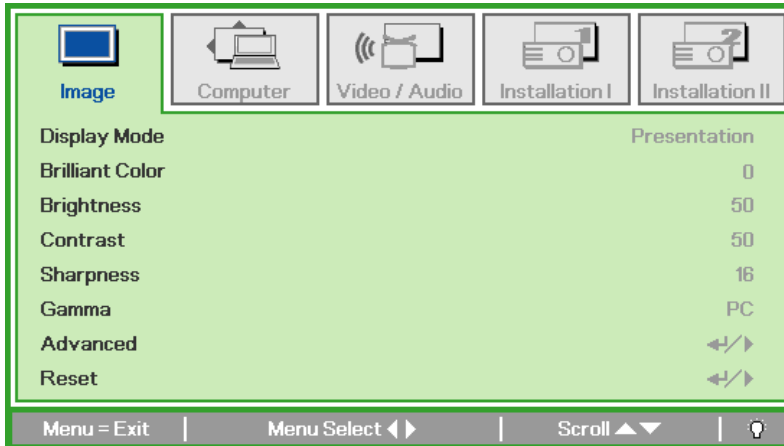 Image Computer Video / Audio Installation I Installation II
Display Mode Presentation
Brilliant Color 0
Brightness 50
Contrast 50
Sharpness 16
Gamma PC
Advanced
Reset
Menu = Exit Menu Select Scroll